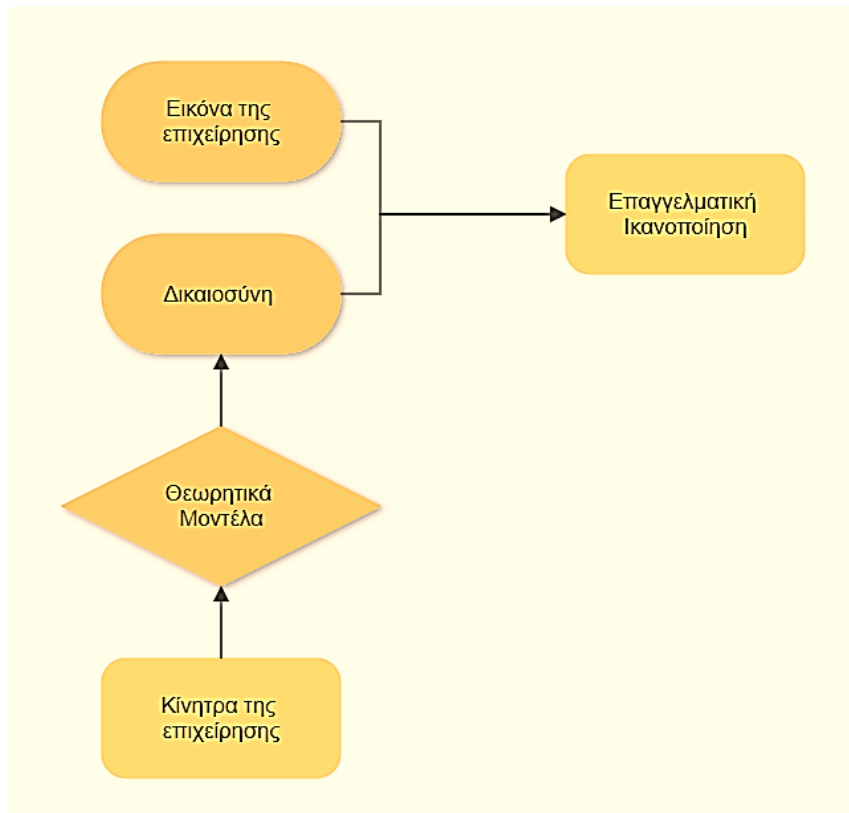 Εικόνα της
επιχείρησης
Επαγγελματική
Ικανοποίηση
Δικαιοσύνη
Θεωρητικά
Μοντέλα
Κίνητρα της
επιχείρησης